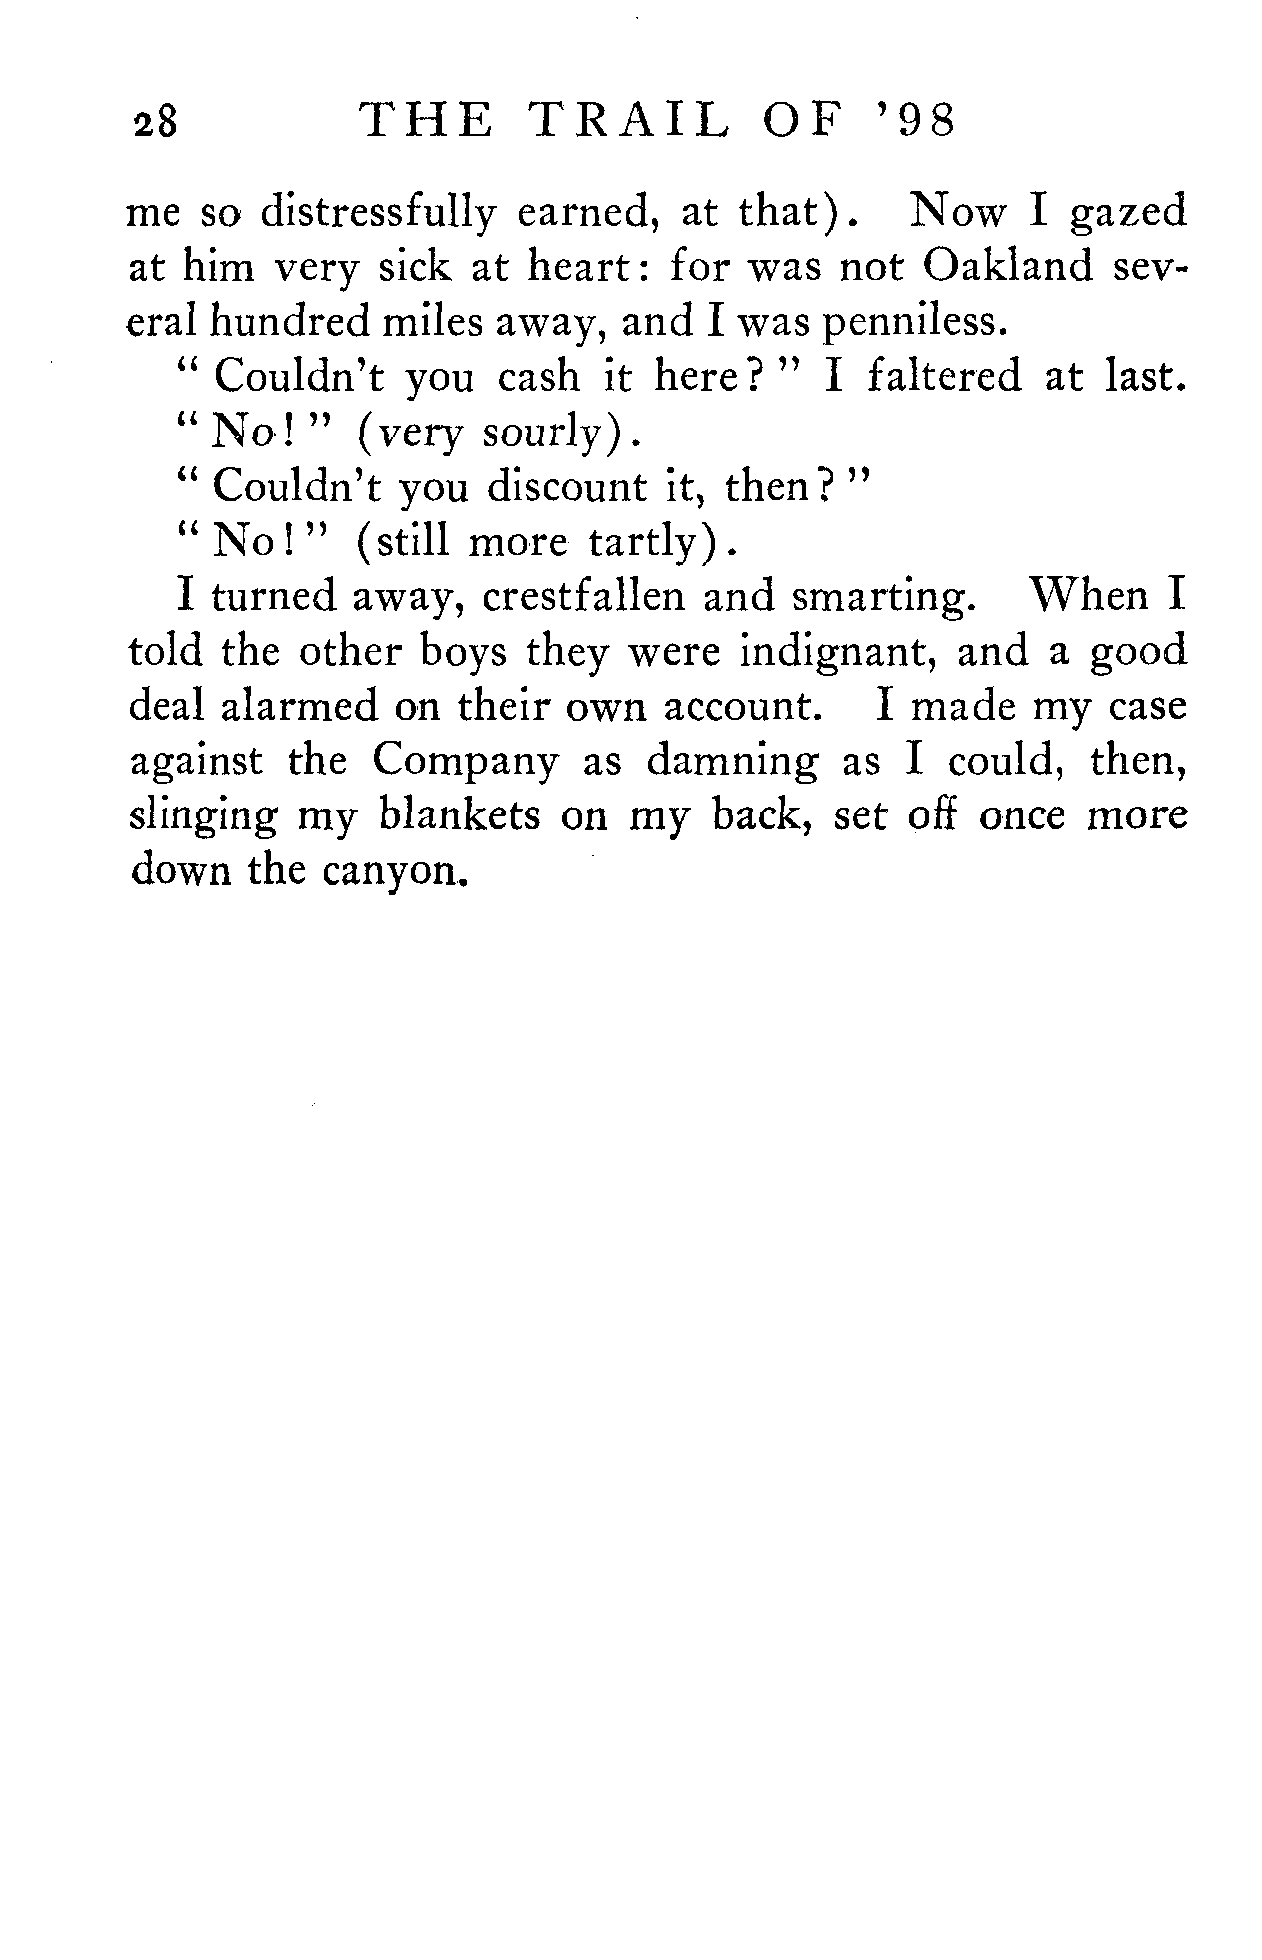 28 THE TRAIL OF '98
me so distressfully earned, at that). Now I gazed
at him very sick at heart: for was not Oakland sev-
eral hundred miles away, and I was penniless.
“ Couldn't you cash it here? ” I faltered at last.
“ No! ” (very sourly).
“ Couldn't you discount it, then? ”
“ No! ” (still more tartly).
I turned away, crestfallen and smarting. When I
told the other boys they were indignant, and a good
deal alarmed on their own account. I made my case
against the Company as damning as I could, then,
slinging my blankets on my back, set off once more
down the canyon.